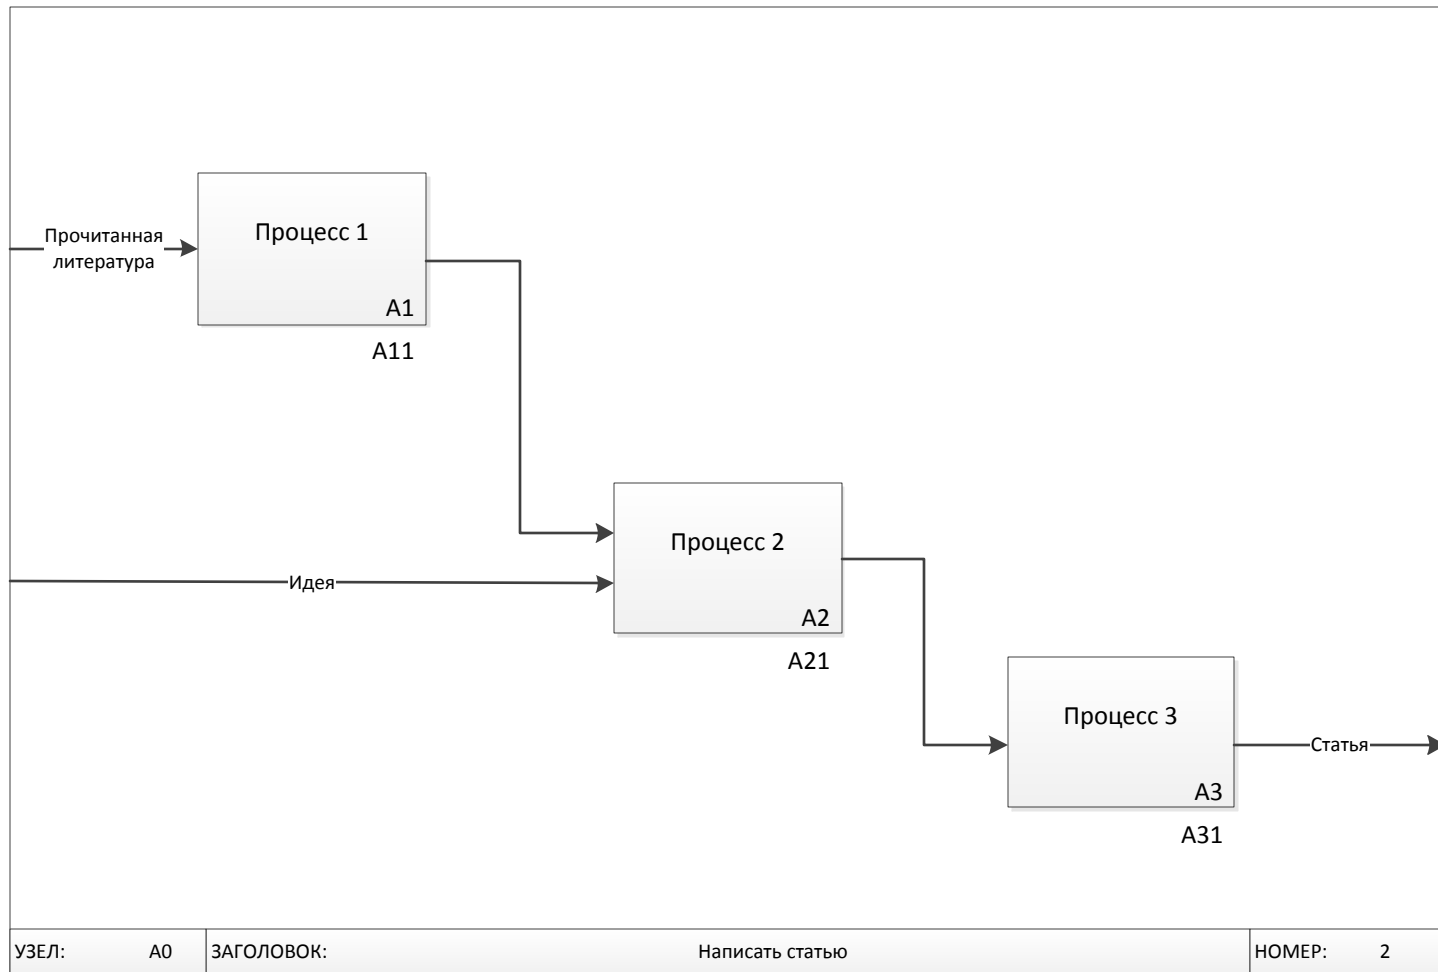 Процесс 1
Прочитанная
литература
A1
A11
Процесс 2
Идея
A2
A21
Процесс 3
Статья
A3
A31
УЗЕЛ: A0 ЗАГОЛОВОК: Написать статью НОМЕР: 2